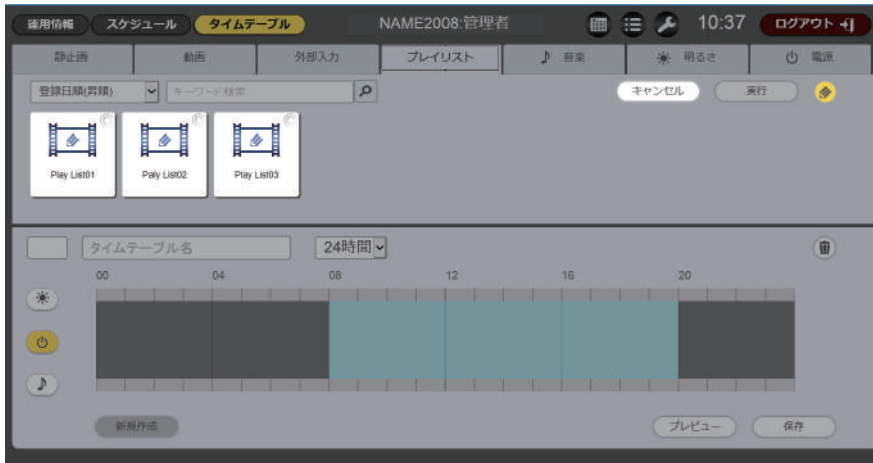 運用情報 スケジュール タイムテーブル NAME2008:管理者 10:37 ログアウト
静止画 動画 外部入力 プレイリスト 音楽 明るさ 電源
登録日順(昇順) キーワード検索 キャンセル 実行
Play List01 Paly List02 Play List03
タイムテーブル名 24時間
00 04 08 12 16 20
新規作成 プレビュー 保存